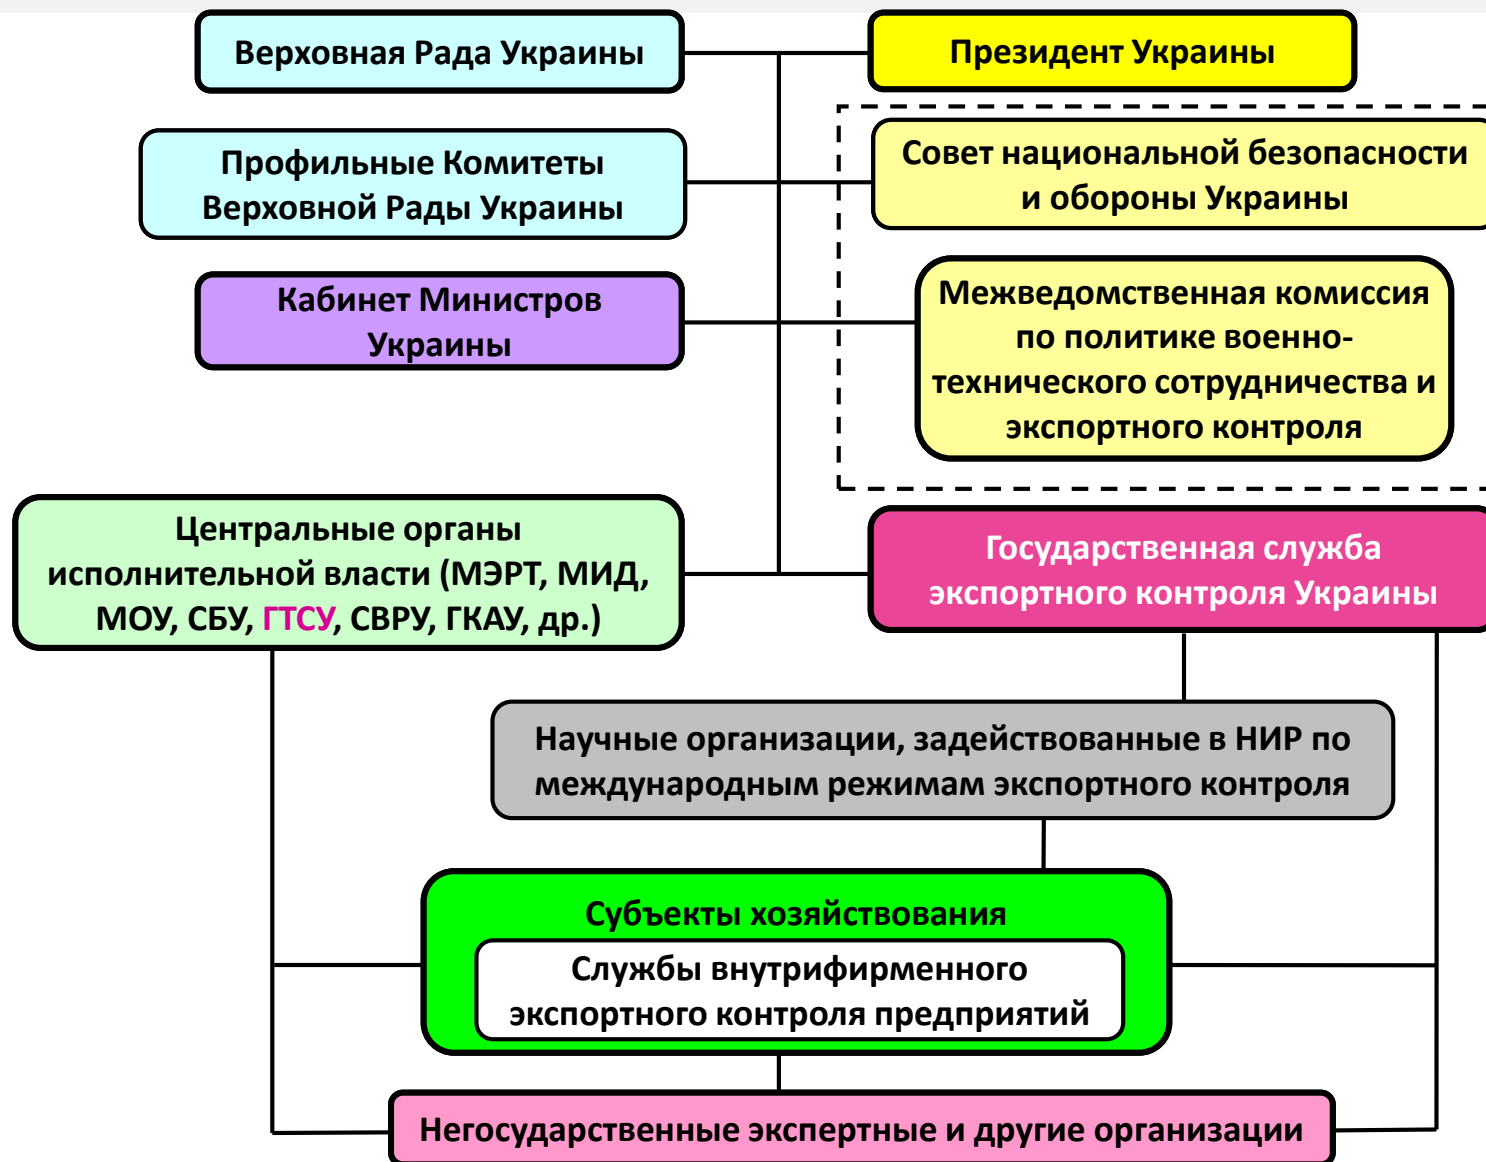 Верховная Рада Украины
Президент Украины
Профильные Комитеты
Верховной Рады Украины
Совет национальной безопасности
и обороны Украины
Кабинет Министров
Украины
Межведомственная комиссия
по политике военно-
технического сотрудничества и
экспортного контроля
Центральные органы
исполнительной власти (МЭРТ, МИД,
МОУ, СБУ, ГТСУ, СВРУ, ГКАУ, др.)
Государственная служба
экспортного контроля Украины
Научные организации, задействованные в НИР по
международным режимам экспортного контроля
Субъекты хозяйствования
Службы внутрифирменного
экспортного контроля предприятий
Негосударственные экспертные и другие организации